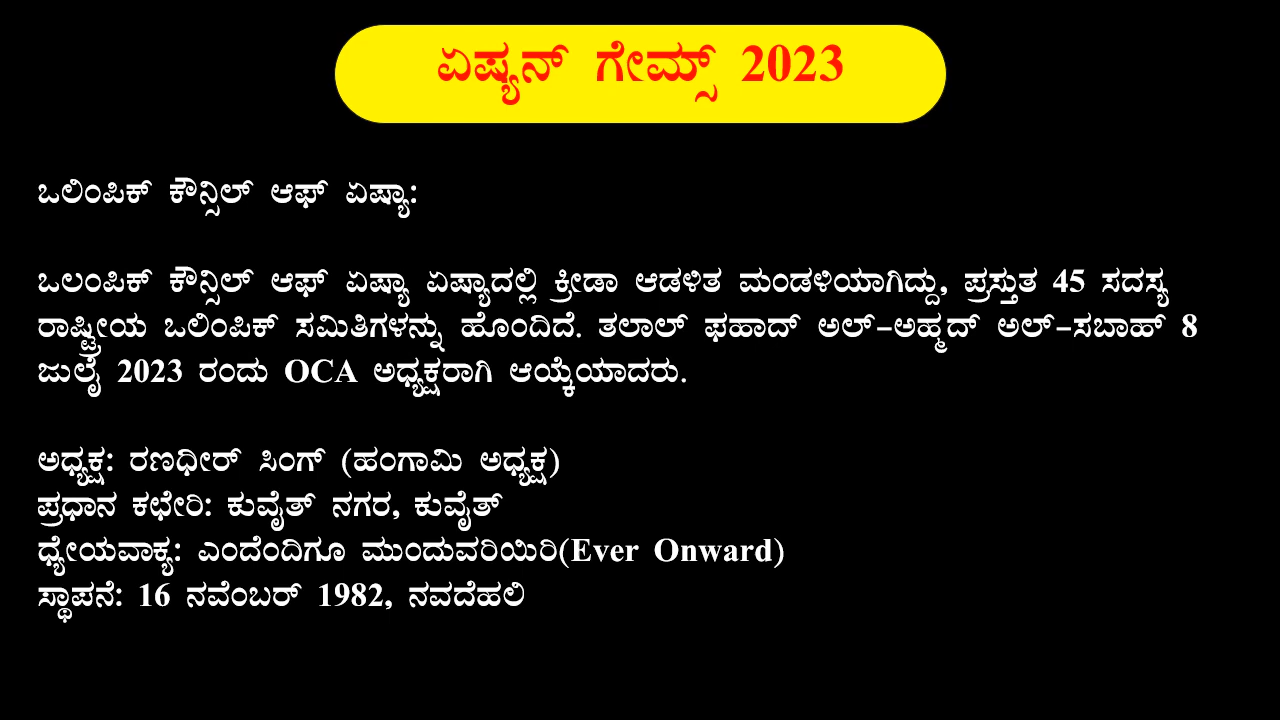 ಏಷ್ಯನ್ ಗೇಮ್ಸ್ 2023
ಒಲಿಂಪಿಕ್ ಕೌನ್ಸಿಲ್ ಆಫ್ ಏಷ್ಯಾ:
ಒಲಂಪಿಕ್ ಕೌನ್ಸಿಲ್ ಆಫ್ ಏಷ್ಯಾ ಏಷ್ಯಾದಲ್ಲಿ ಕ್ರೀಡಾ ಆಡಳಿತ ಮಂಡಳಿಯಾಗಿದ್ದು, ಪ್ರಸ್ತುತ 45 ಸದಸ್ಯ
ರಾಷ್ಟ್ರೀಯ ಒಲಿಂಪಿಕ್ ಸಮಿತಿಗಳನ್ನು ಹೊಂದಿದೆ. ತಲಾಲ್ ಫಹಾದ್ ಅಲ್-ಅಹ್ಮದ್ ಅಲ್-ಸಬಾಹ್ 8
ಜುಲೈ 2023 ರಂದು OCA ಅಧ್ಯಕ್ಷರಾಗಿ ಆಯ್ಕೆಯಾದರು.
ಅಧ್ಯಕ್ಷ: ರಣಧೀರ್ ಸಿಂಗ್ (ಹಂಗಾಮಿ ಅಧ್ಯಕ್ಷ)
ಪ್ರಧಾನ ಕಛೇರಿ: ಕುವೈತ್ ನಗರ, ಕುವೈತ್
ಧ್ಯೇಯವಾಕ್ಯ: ಎಂದೆಂದಿಗೂ ಮುಂದುವರಿಯಿರಿ(Ever Onward)
ಸ್ಥಾಪನೆ: 16 ನವೆಂಬರ್ 1982, ನವದೆಹಲಿ